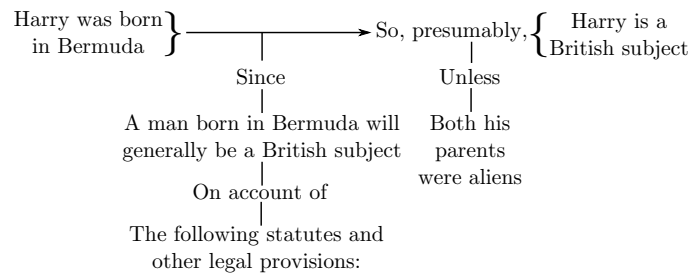 Harry was born
in Bermuda
So, presumably,
Harry is a
British subject
Since
Unless
A man born in Bermuda will
generally be a British subject
Both his
parents
were aliens
On account of
The following statutes and
other legal provisions: